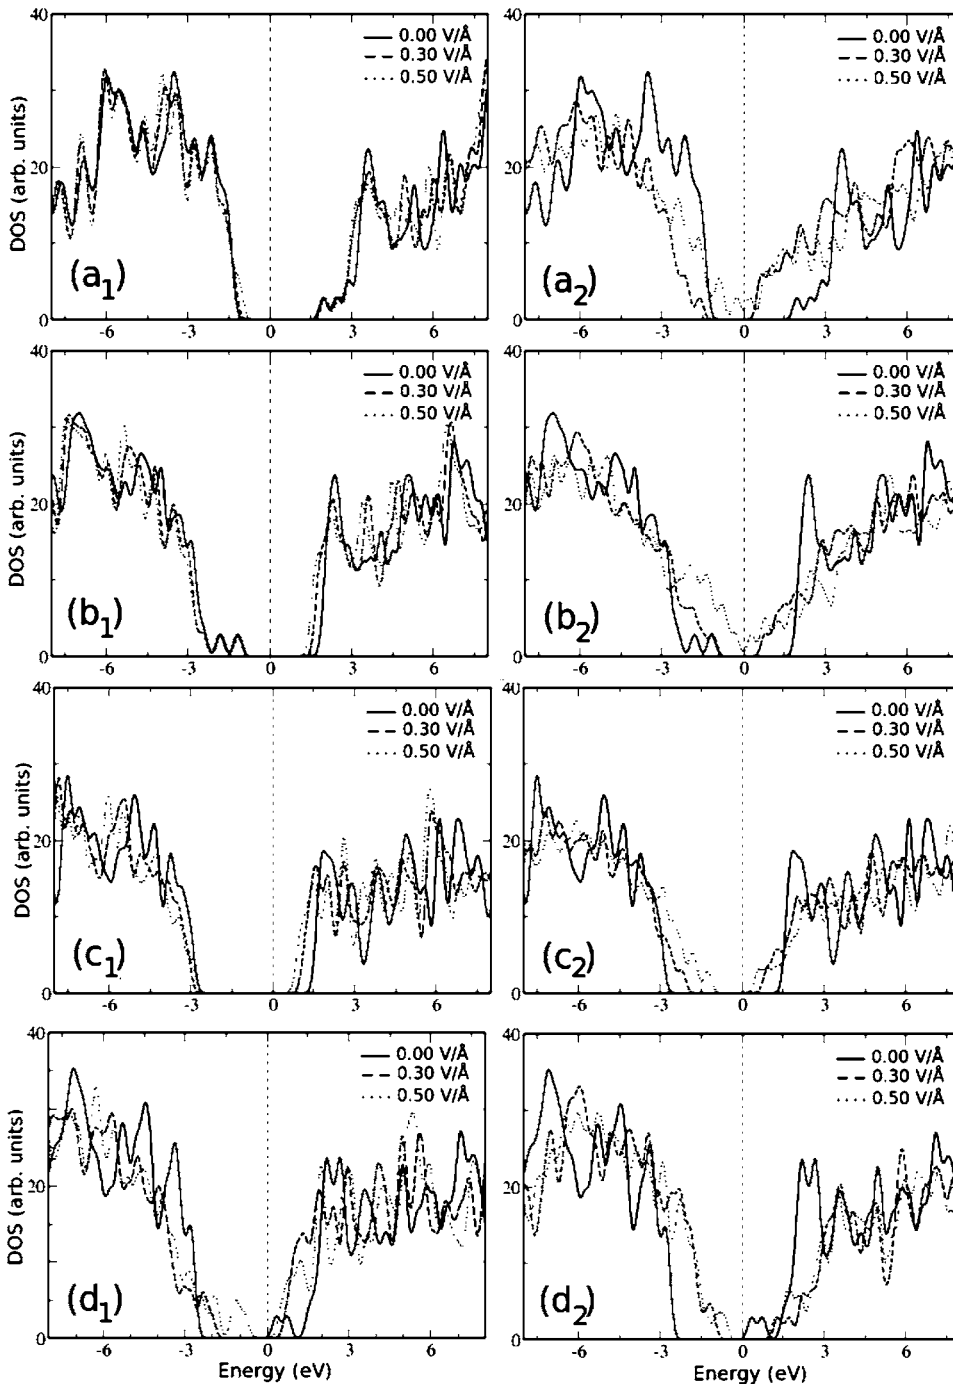 40
20
0
DOS (arb. units)
0.00 V/Å
0.30 V/Å
0.50 V/Å
(a1)
-6 -3 0 3 6
40
20
0
0.00 V/Å
0.30 V/Å
0.50 V/Å
(a2)
-6 -3 0 3 6
40
20
0
DOS (arb. units)
0.00 V/Å
0.30 V/Å
0.50 V/Å
(b1)
-6 -3 0 3 6
40
20
0
0.00 V/Å
0.30 V/Å
0.50 V/Å
(b2)
-6 -3 0 3 6
40
20
0
DOS (arb. units)
0.00 V/Å
0.30 V/Å
0.50 V/Å
(c1)
-6 -3 0 3 6
40
20
0
0.00 V/Å
0.30 V/Å
0.50 V/Å
(c2)
-6 -3 0 3 6
40
20
0
DOS (arb. units)
0.00 V/Å
0.30 V/Å
0.50 V/Å
(d1)
-6 -3 0 3 6
Energy (eV)
40
20
0
0.00 V/Å
0.30 V/Å
0.50 V/Å
(d2)
-6 -3 0 3 6
Energy (eV)